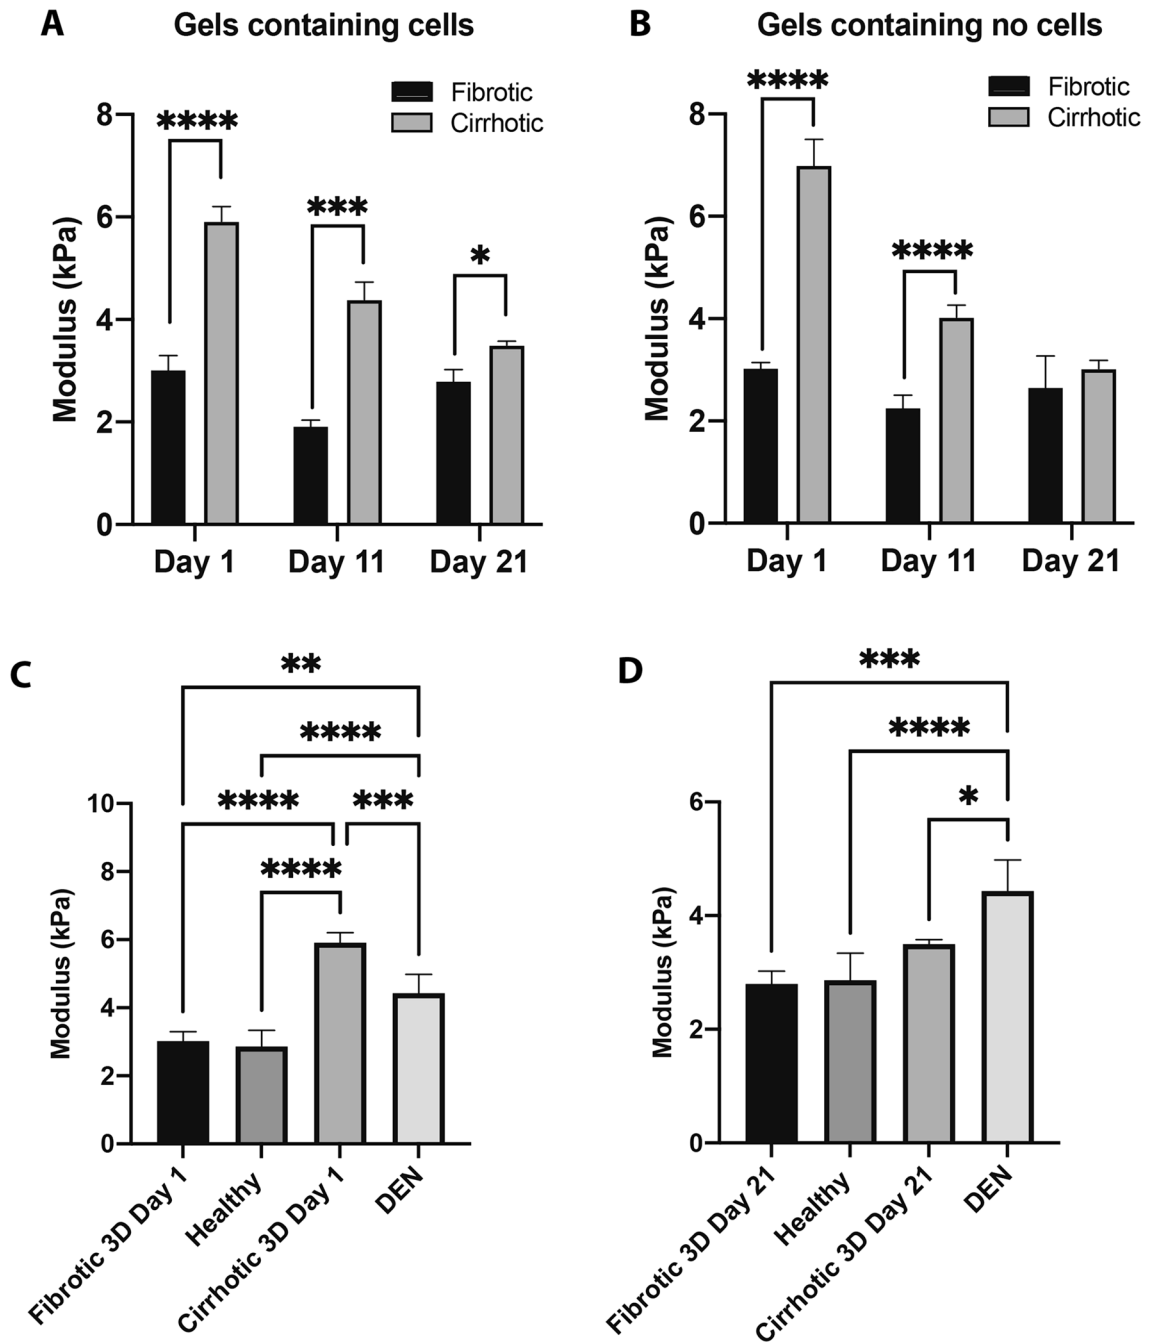 A Gels containing cells
Fibrotic
Cirrhotic
Modulus (kPa)
8
6
4
2
0
****
***
*
Day 1 Day 11 Day 21
B Gels containing no cells
Fibrotic
Cirrhotic
Modulus (kPa)
8
6
4
2
0
****
****
Day 1 Day 11 Day 21
C
**
****
**** ***
****
Modulus (kPa)
10
8
6
4
2
0
Fibrotic 3D Day 1
Healthy
Cirrhotic 3D Day 1
DEN
D
***
****
*
Modulus (kPa)
6
4
2
0
Fibrotic 3D Day 21
Healthy
Cirrhotic 3D Day 21
DEN